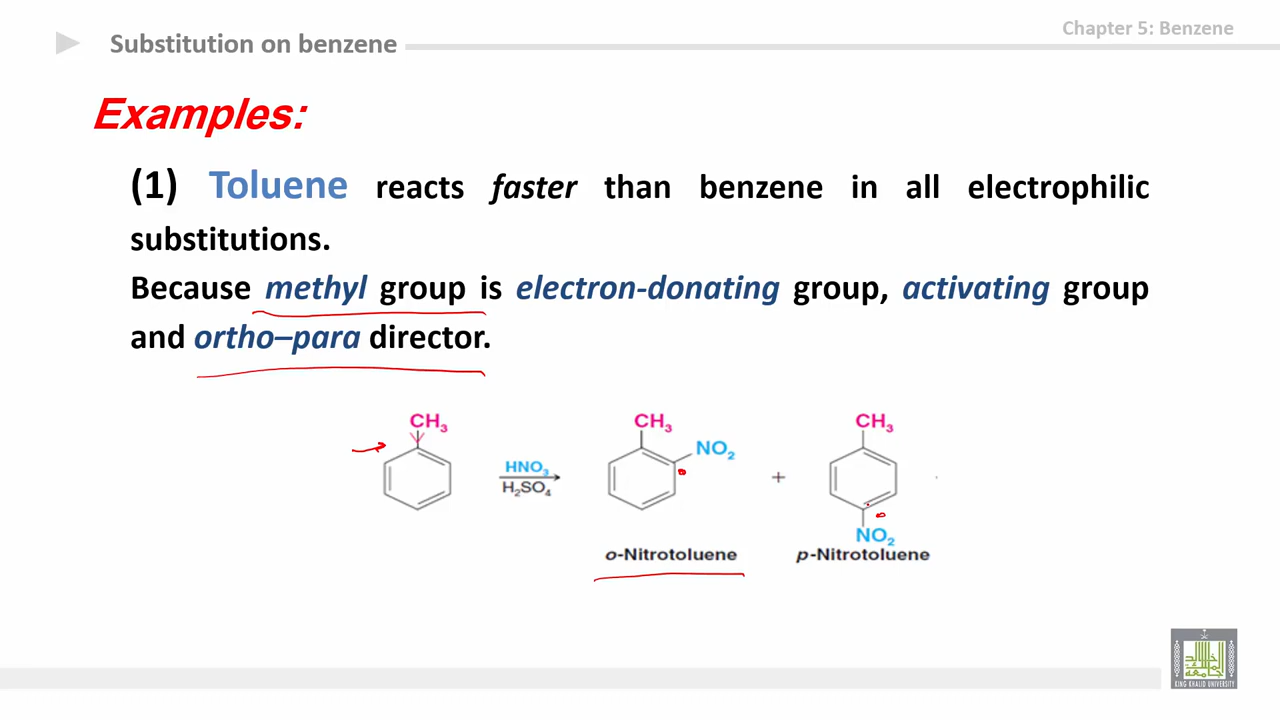 Chapter 5: Benzene
Substitution on benzene
Examples:
(1) Toluene reacts faster than benzene in all electrophilic
substitutions.
Because methyl group is electron-donating group, activating group
and ortho–para director.
CH₃ CH₃ CH₃
HNO₃ NO₂
H₂SO₄ +
NO₂
o-Nitrotoluene p-Nitrotoluene
KING KHALID UNIVERSITY